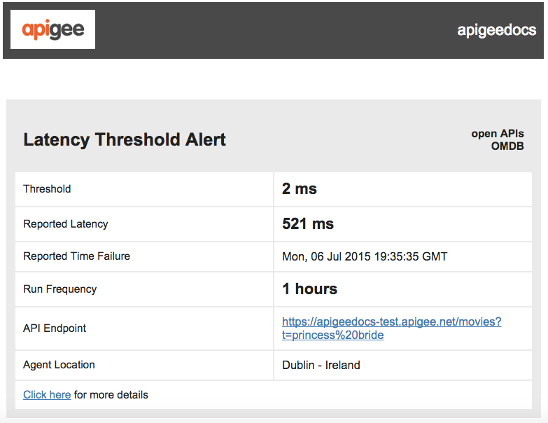 apigee
apigeedocs
Latency Threshold Alert
open APIs
OMDB
Threshold
2 ms
Reported Latency
521 ms
Reported Time Failure
Mon, 06 Jul 2015 19:35:35 GMT
Run Frequency
1 hours
API Endpoint
https://apigeedocs-test.apigee.net/movies?
t=princess%20bride
Agent Location
Dublin - Ireland
Click here for more details